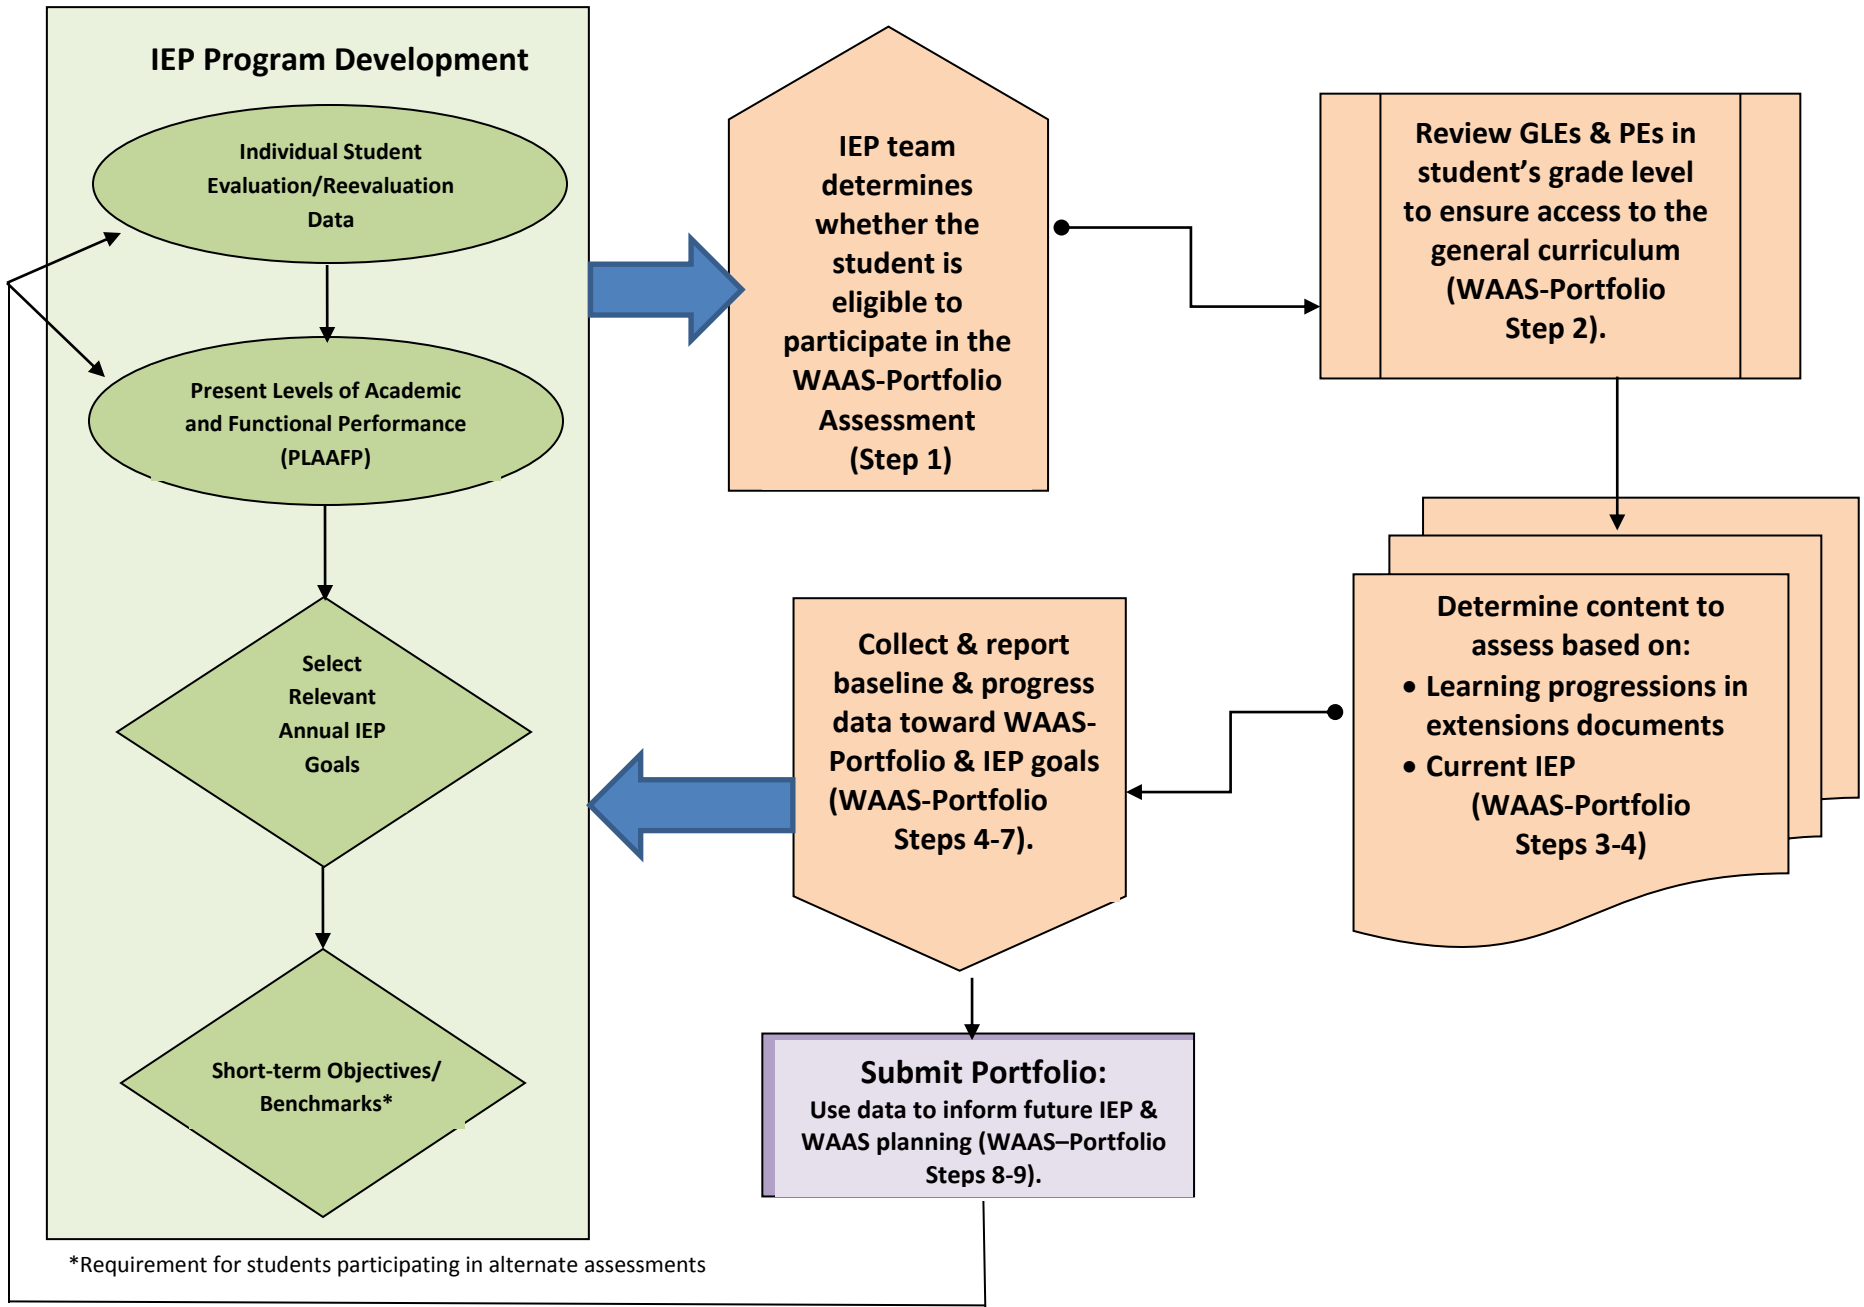 IEP Program Development
Individual Student
Evaluation/Reevaluation
Data
Present Levels of Academic
and Functional Performance
(PLAAFP)
Select
Relevant
Annual IEP
Goals
Short-term Objectives/
Benchmarks*
*Requirement for students participating in alternate assessments
IEP team
determines
whether the
student is
eligible to
participate in the
WAAS-Portfolio
Assessment
(Step 1)
Review GLEs & PEs in
student’s grade level
to ensure access to the
general curriculum
(WAAS-Portfolio
Step 2).
Determine content to
assess based on:
• Learning progressions in
extensions documents
• Current IEP
(WAAS-Portfolio
Steps 3-4)
Collect & report
baseline & progress
data toward WAAS-
Portfolio & IEP goals
(WAAS-Portfolio
Steps 4-7).
Submit Portfolio:
Use data to inform future IEP &
WAAS planning (WAAS–Portfolio
Steps 8-9).